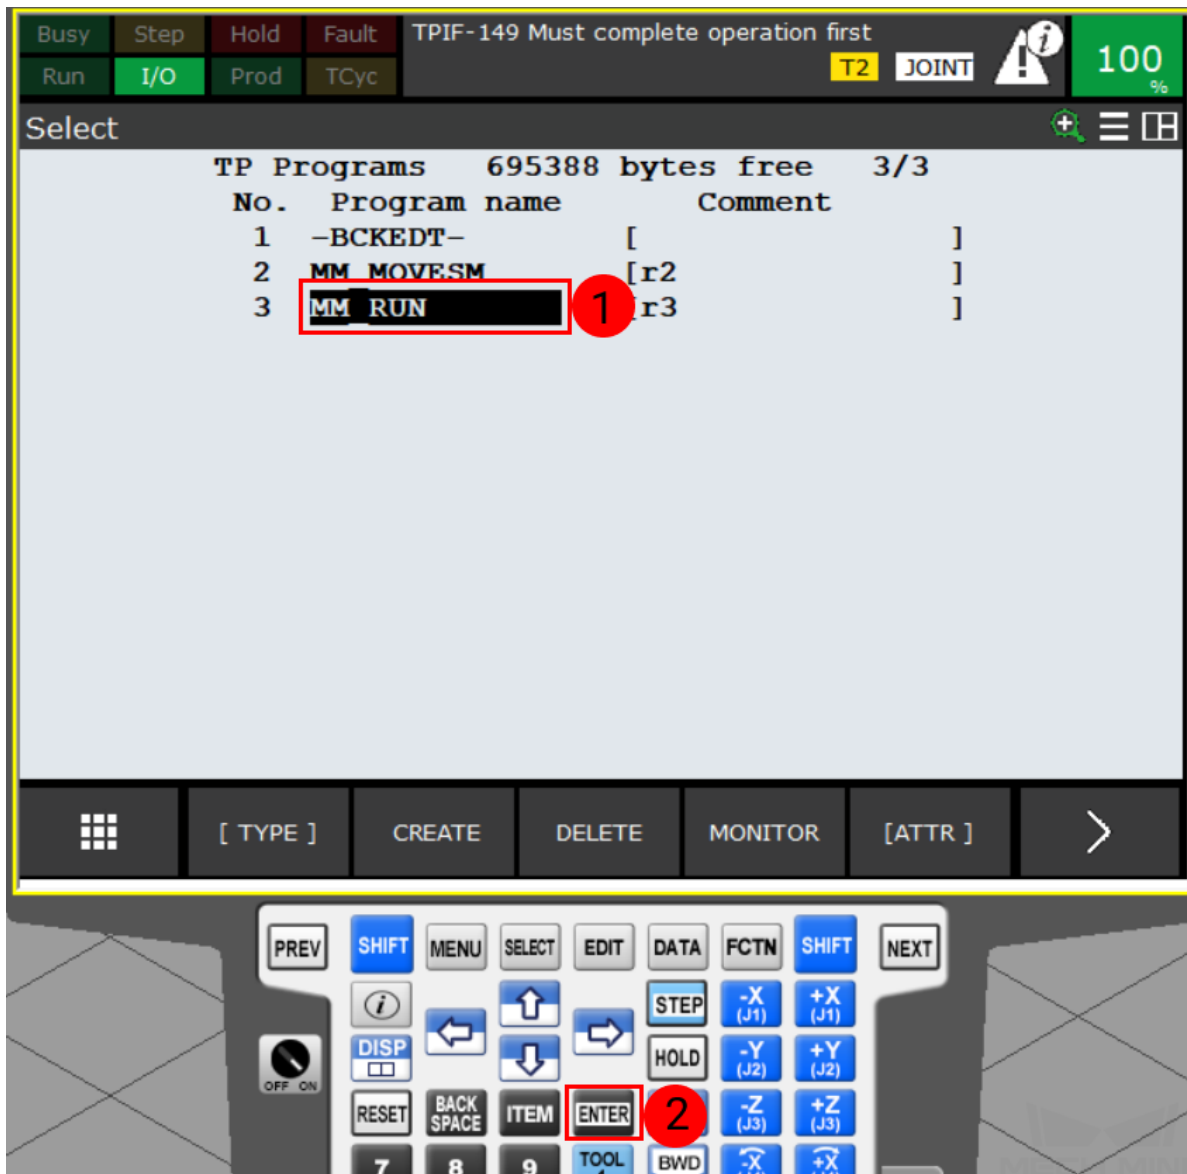 Busy Step Hold Fault TPIF-149 Must complete operation first
Run I/O Prod TCyc T2 JOINT 100 %
Select
TP Programs 695388 bytes free 3/3
No. Program name Comment
1 -BCKEDT- [ ]
2 MM_MOVESM [r2 ]
3 MM_RUN 1 [r3 ]
[ TYPE ] CREATE DELETE MONITOR [ATTR ] >
PREV SHIFT MENU SELECT EDIT DATA FCTN SHIFT NEXT
i STEP -X (J1) +X (J1)
DISP HOLD -Y (J2) +Y (J2)
OFF ON
RESET BACK SPACE ITEM ENTER 2 -Z (J3) +Z (J3)
7 8 9 TOOL BWD -X +X